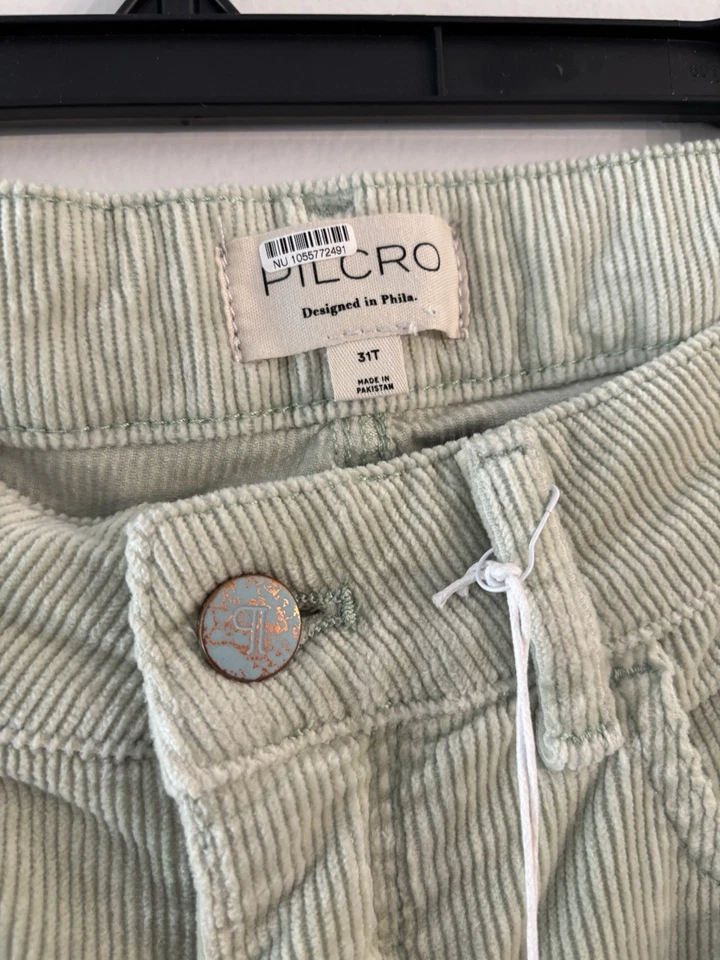 NU 1055772491
PILCRO
Designed in Phila.
31T
MADE IN
PAKISTAN
P